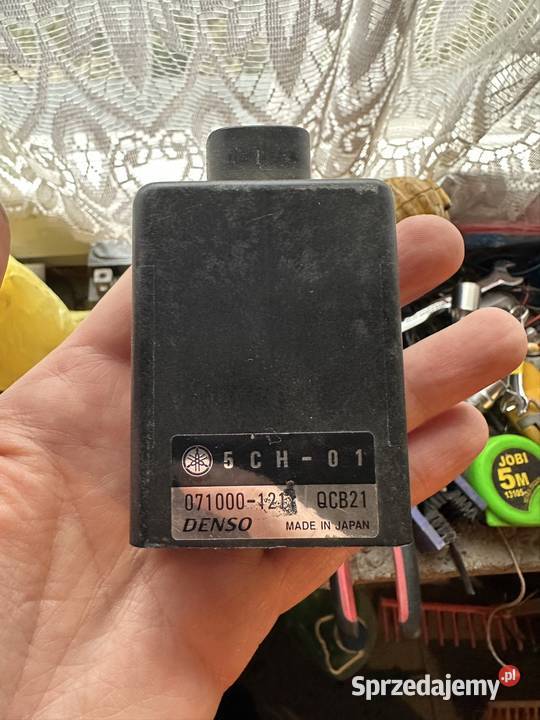 5CH-01
071000-121 QCB21
DENSO MADE IN JAPAN
JOBI
5M
Sprzedajemy.pl